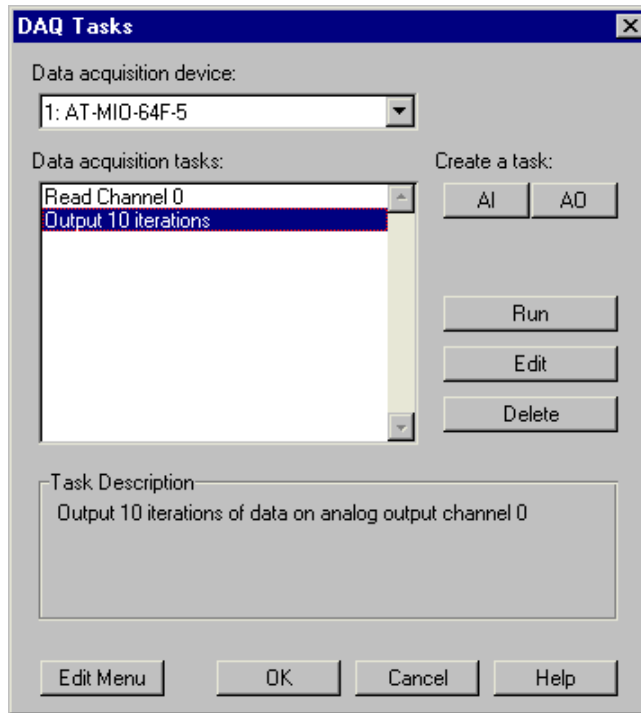 DAQ Tasks
Data acquisition device:
1: AT-MIO-64F-5
Data acquisition tasks:
Create a task:
Read Channel 0
Output 10 iterations
AI
AO
Run
Edit
Delete
Task Description
Output 10 iterations of data on analog output channel 0
Edit Menu
OK
Cancel
Help